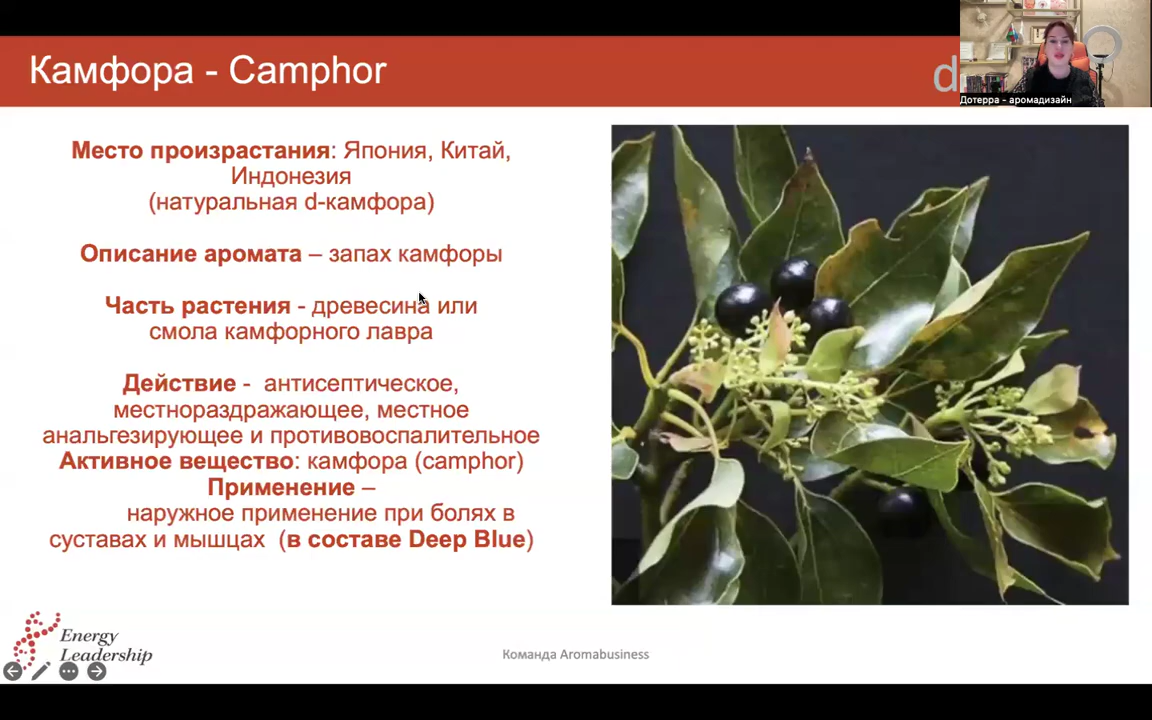 Камфора - Camphor
d
Дотерра - аромадизайн
Место произрастания: Япония, Китай,
Индонезия
(натуральная d-камфора)
Описание аромата – запах камфоры
Часть растения - древесина или
смола камфорного лавра
Действие - антисептическое,
местнораздражающее, местное
анальгезирующее и противовоспалительное
Активное вещество: камфора (camphor)
Применение –
наружное применение при болях в
суставах и мышцах (в составе Deep Blue)
Energy
Leadership
Команда Aromabusiness